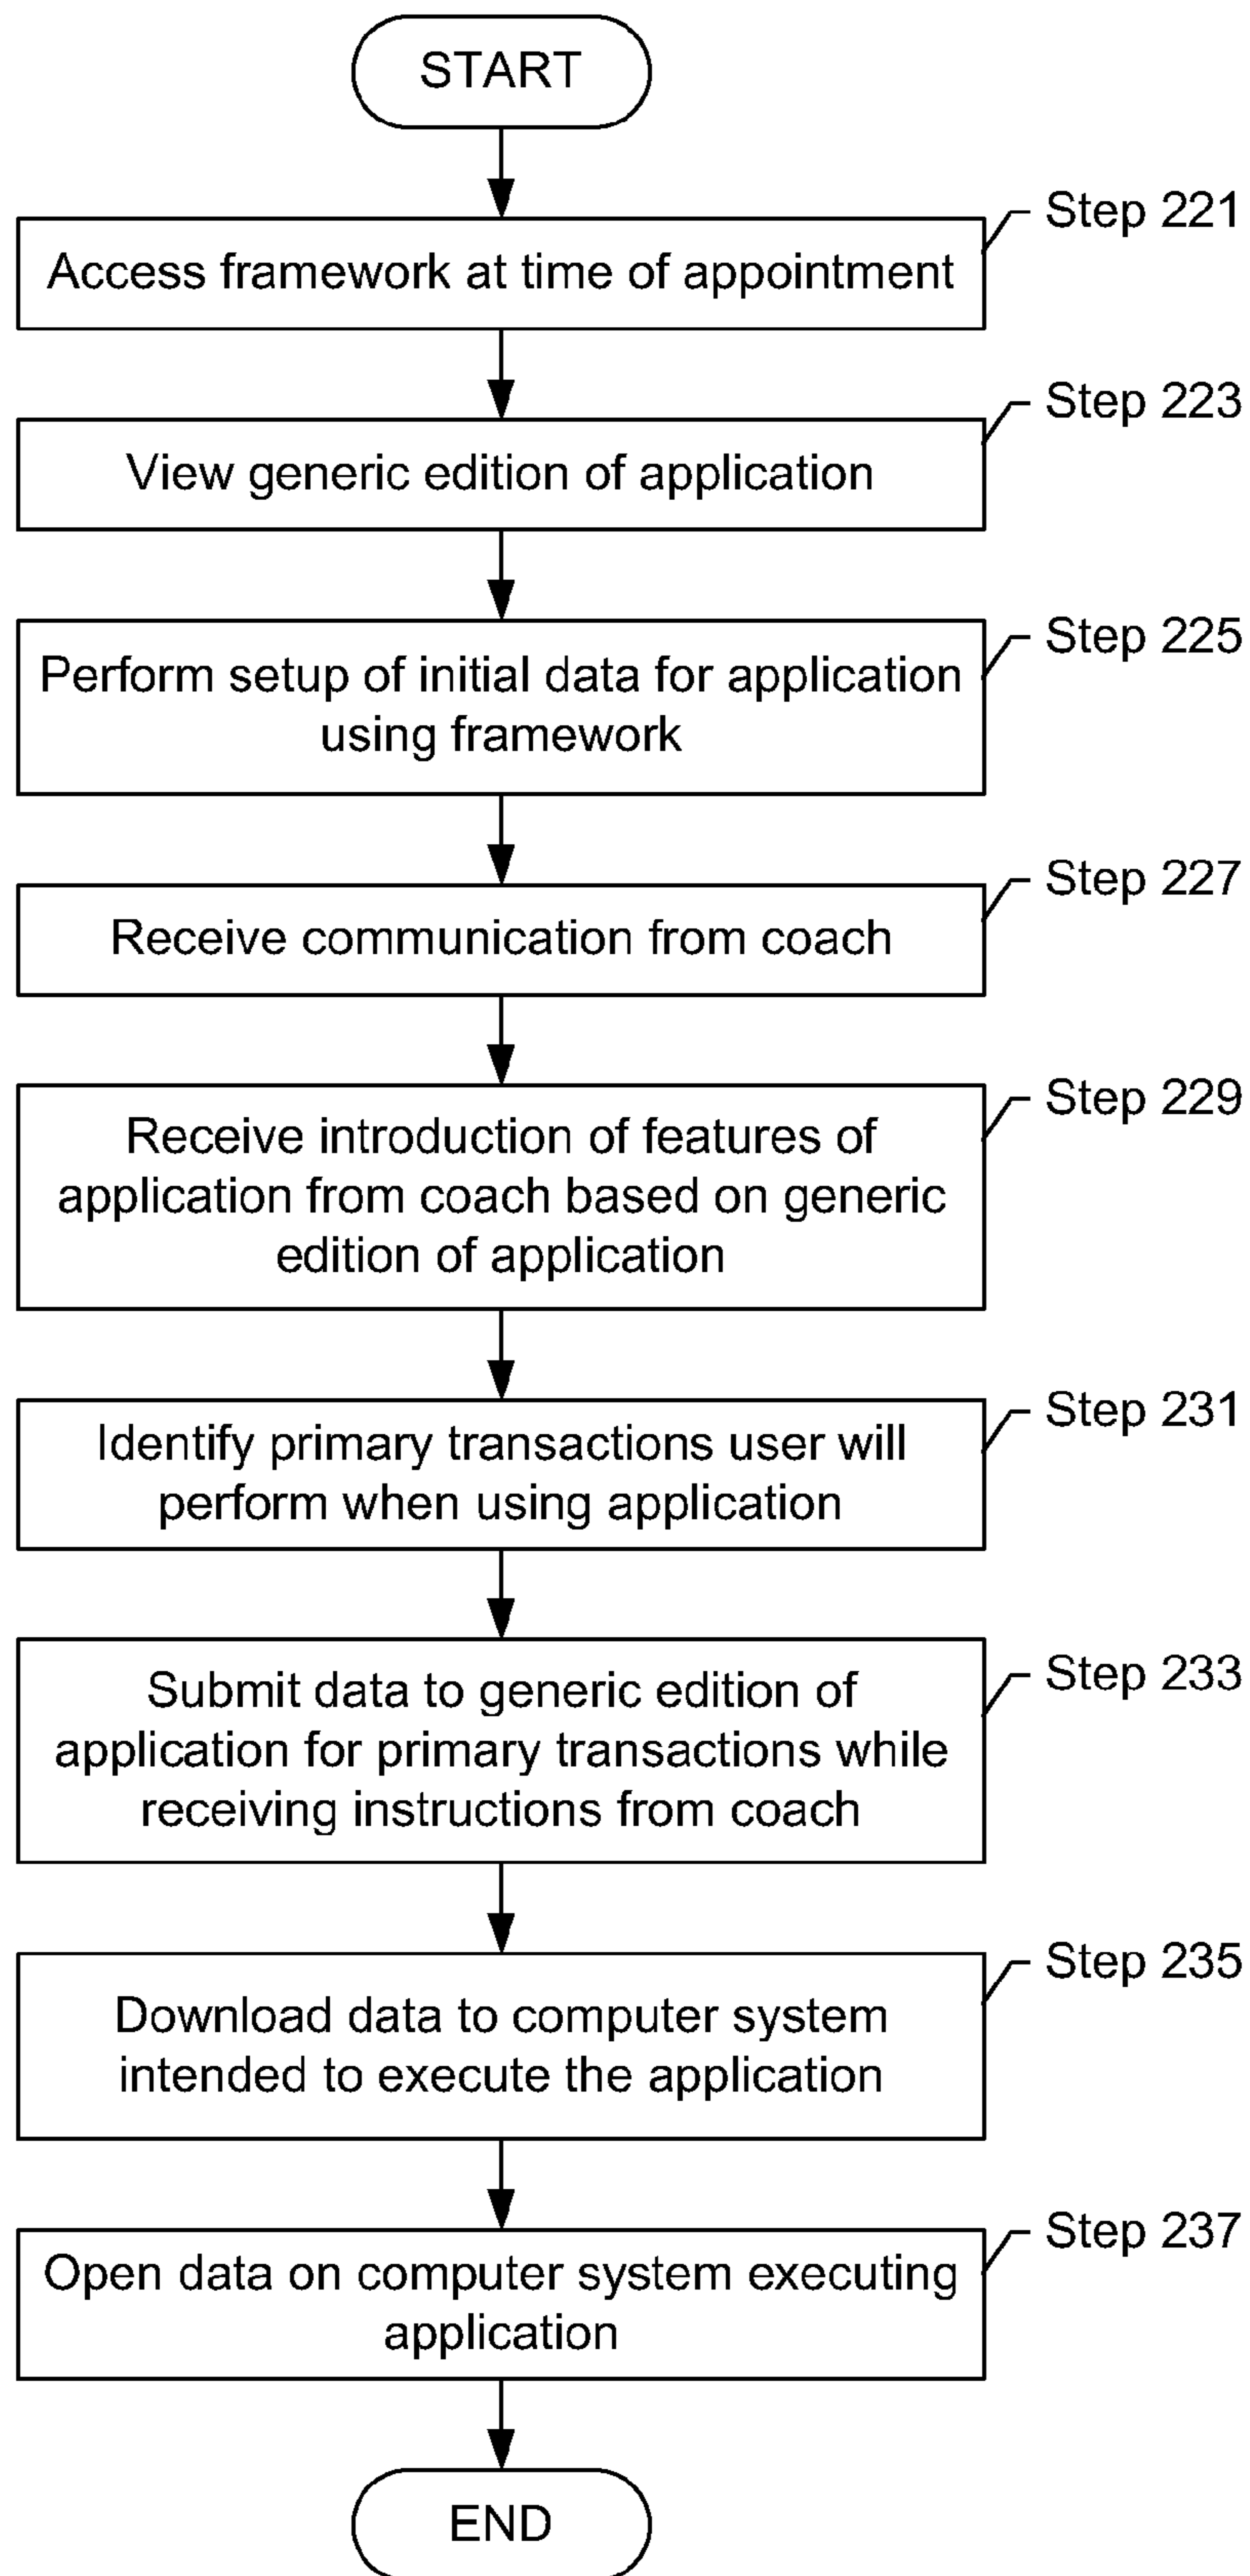 START
Step 221
Access framework at time of appointment
Step 223
View generic edition of application
Step 225
Perform setup of initial data for application
using framework
Step 227
Receive communication from coach
Step 229
Receive introduction of features of
application from coach based on generic
edition of application
Step 231
Identify primary transactions user will
perform when using application
Step 233
Submit data to generic edition of
application for primary transactions while
receiving instructions from coach
Step 235
Download data to computer system
intended to execute the application
Step 237
Open data on computer system executing
application
END